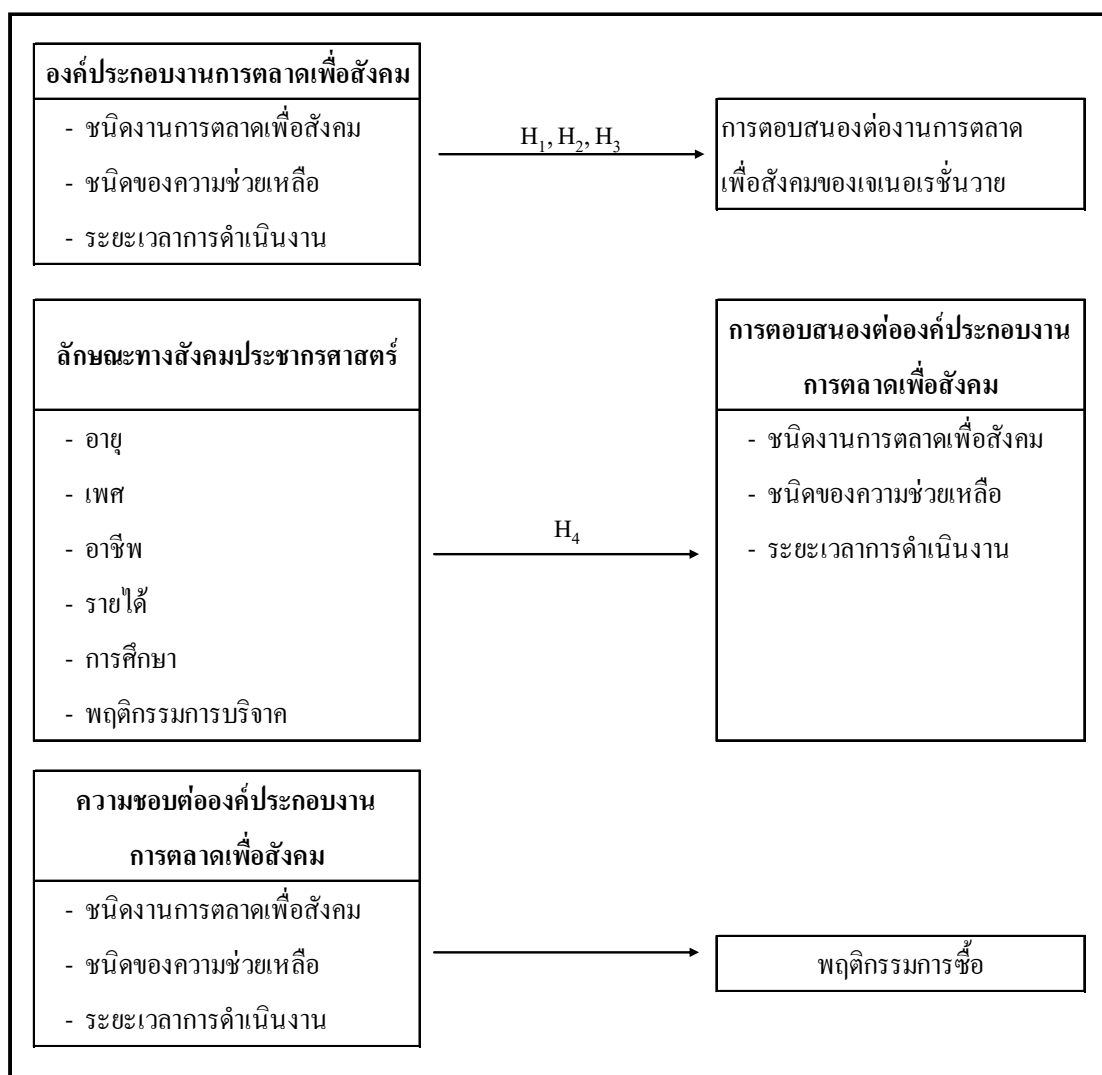 องค์ประกอบงานการตลาดเพื่อสังคม
- ชนิดงานการตลาดเพื่อสังคม
- ชนิดของความช่วยเหลือ
- ระยะเวลาการดำเนินงาน
H1, H2, H3
การตอบสนองต่องานการตลาด
เพื่อสังคมของเจเนอเรชั่นวาย
ลักษณะทางสังคมประชากรศาสตร์
- อายุ
- เพศ
- อาชีพ
- รายได้
- การศึกษา
- พฤติกรรมการบริจาค
H4
การตอบสนองต่อองค์ประกอบงาน
การตลาดเพื่อสังคม
- ชนิดงานการตลาดเพื่อสังคม
- ชนิดของความช่วยเหลือ
- ระยะเวลาการดำเนินงาน
ความชอบต่อองค์ประกอบงาน
การตลาดเพื่อสังคม
- ชนิดงานการตลาดเพื่อสังคม
- ชนิดของความช่วยเหลือ
- ระยะเวลาการดำเนินงาน
พฤติกรรมการซื้อ